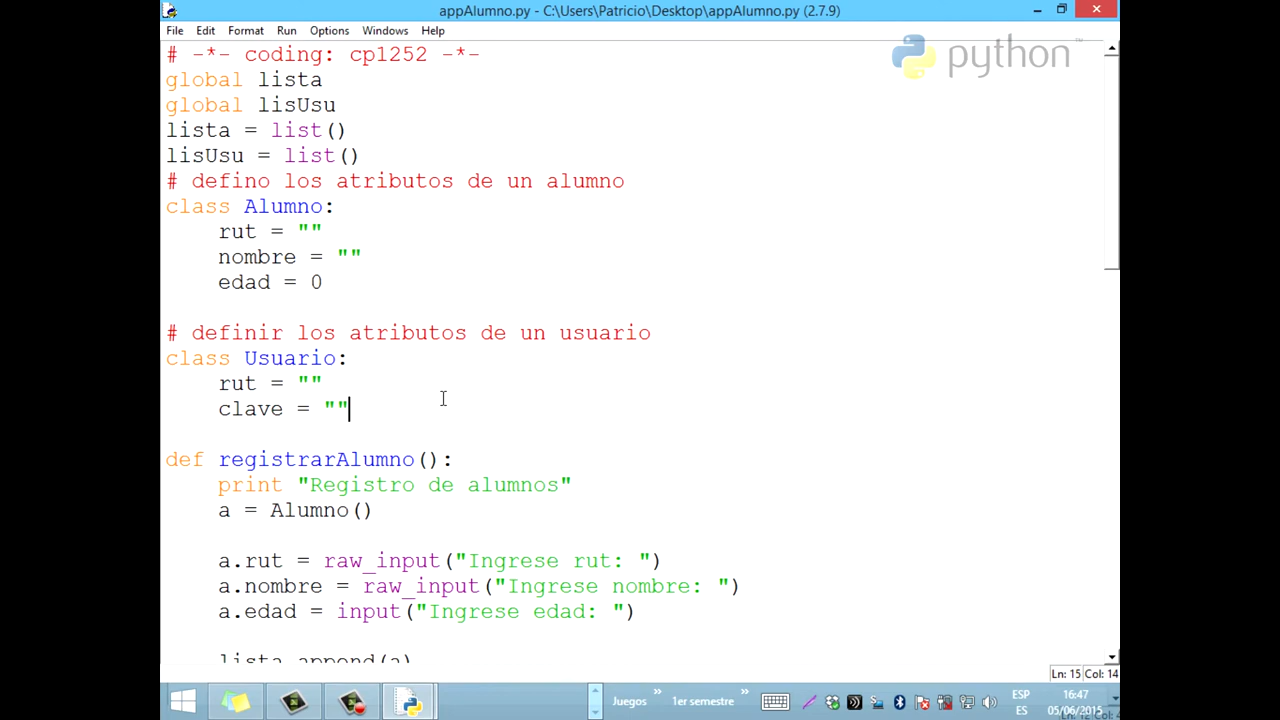 appAlumno.py - C:\Users\Patricio\Desktop\appAlumno.py (2.7.9)
File Edit Format Run Options Windows Help
python
# -*- coding: cp1252 -*-
global lista
global lisUsu
lista = list()
lisUsu = list()
# defino los atributos de un alumno
class Alumno:
    rut = ""
    nombre = ""
    edad = 0
# definir los atributos de un usuario
class Usuario:
    rut = ""
    clave = ""
def registrarAlumno():
    print "Registro de alumnos"
    a = Alumno()
    a.rut = raw_input("Ingrese rut: ")
    a.nombre = raw_input("Ingrese nombre: ")
    a.edad = input("Ingrese edad: ")
    lista.append(a)
Ln: 15 Col: 14
Juegos » 1er semestre » ESP 16:47
ES 05/06/2015